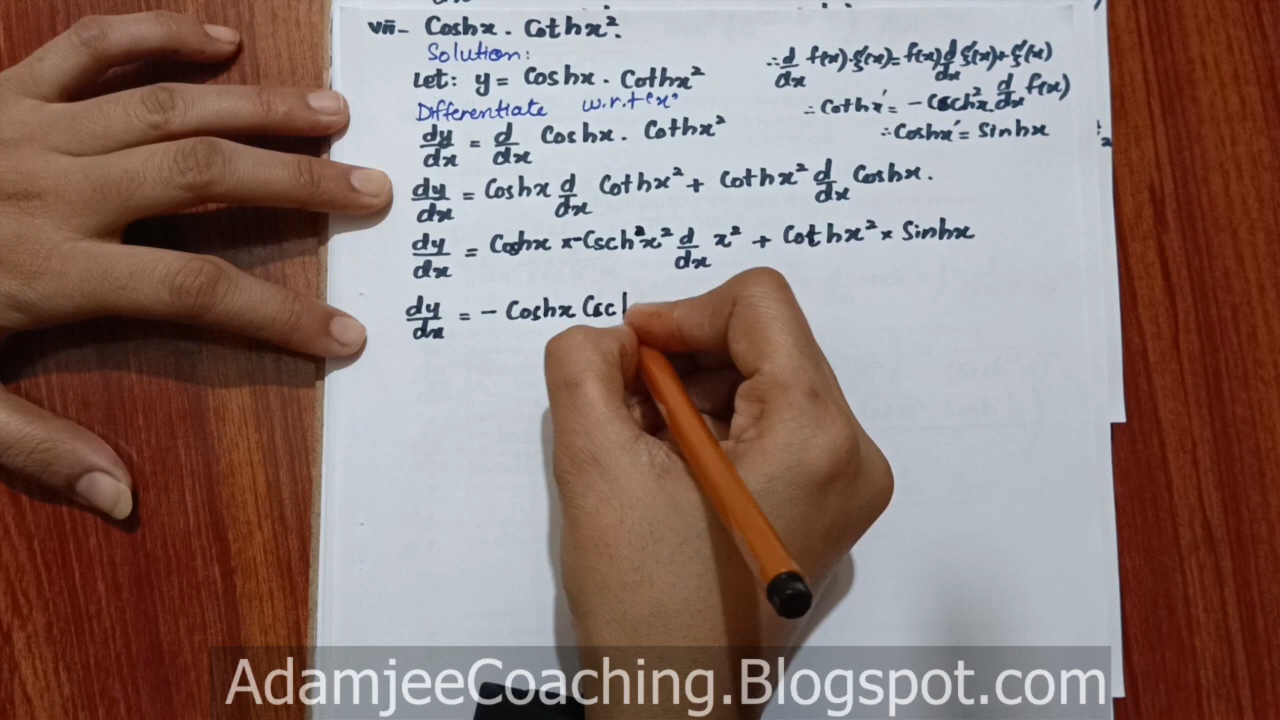 vii- Coshx . Cothx².
Solution:
Let: y = Coshx . Cothx²
∴ d/dx f(x).g(x) = f(x) d/dx g(x) + g(x) d/dx f(x)
Differentiate w.r.t 'x'
∴ Cothx' = -Csch²x
∴ Coshx' = Sinhx
dy/dx = d/dx Coshx . Cothx²
dy/dx = Coshx d/dx Cothx² + Cothx² d/dx Coshx.
dy/dx = Coshx x -Csch²x² d/dx x² + Cothx² x Sinhx
dy/dx = - Coshx Csch
AdamjeeCoaching.Blogspot.com